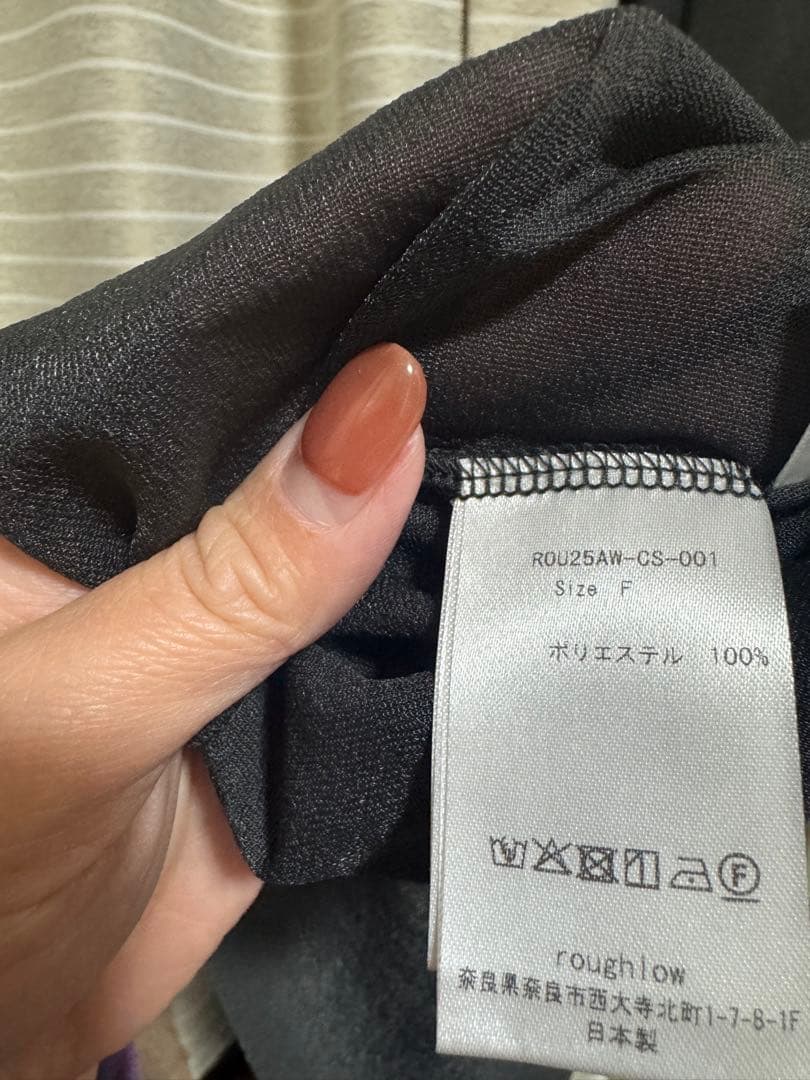 ROU25AW-CS-001
Size F
ポリエステル 100%
F
roughlow
奈良県奈良市西大寺北町1-7-8-1F
日本製